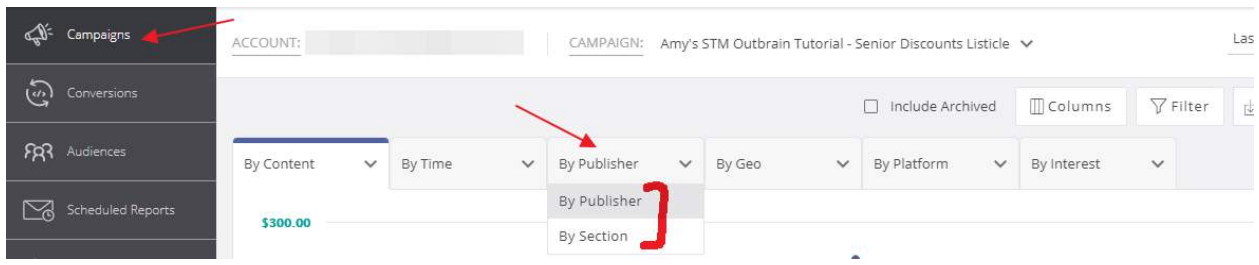 Campaigns
Conversions
Audiences
Scheduled Reports
ACCOUNT:
CAMPAIGN: Amy's STM Outbrain Tutorial - Senior Discounts Listicle
Las
Include Archived
Columns
Filter
By Content
By Time
By Publisher
By Geo
By Platform
By Interest
By Publisher
By Section
$300.00